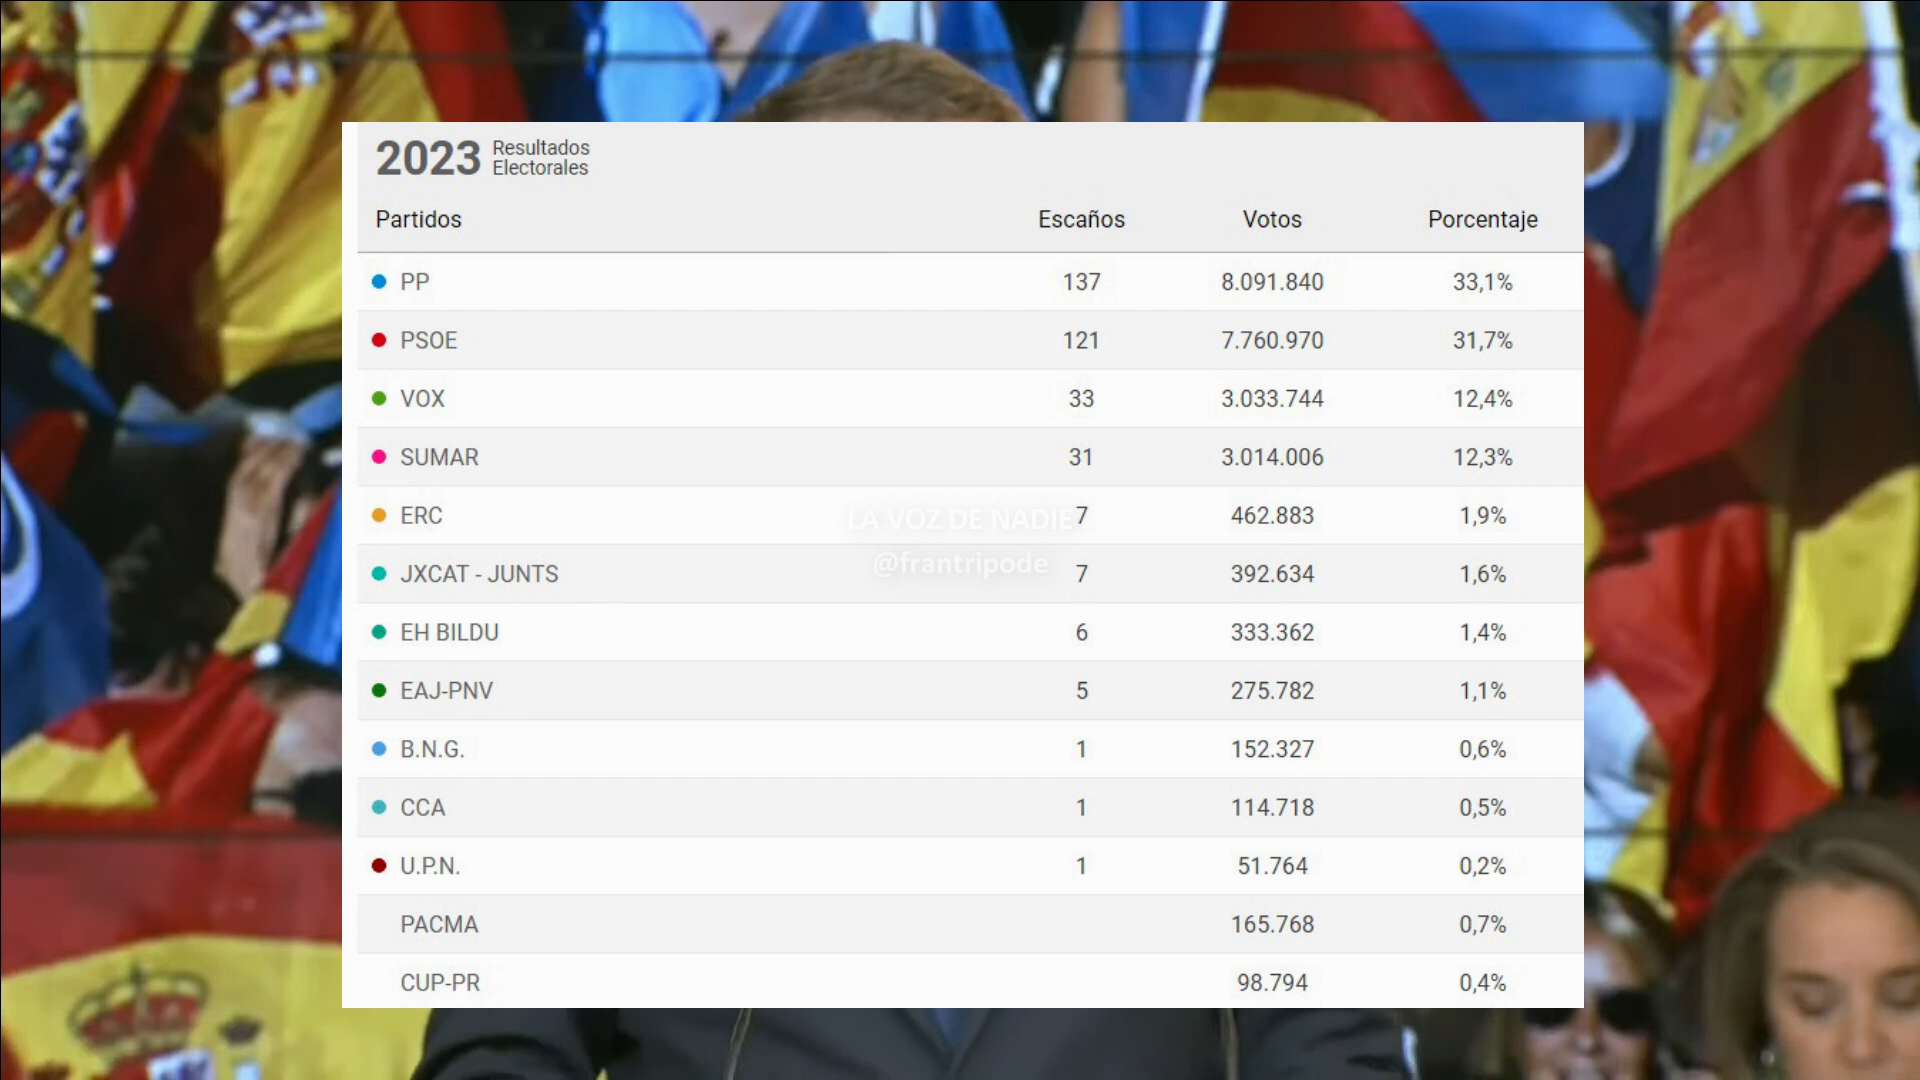 2023 Resultados
Electorales
Partidos Escaños Votos Porcentaje
PP 137 8.091.840 33,1%
PSOE 121 7.760.970 31,7%
VOX 33 3.033.744 12,4%
SUMAR 31 3.014.006 12,3%
ERC 7 462.883 1,9%
LA VOZ DE NADIE
@frantripode
JXCAT - JUNTS 7 392.634 1,6%
EH BILDU 6 333.362 1,4%
EAJ-PNV 5 275.782 1,1%
B.N.G. 1 152.327 0,6%
CCA 1 114.718 0,5%
U.P.N. 1 51.764 0,2%
PACMA 165.768 0,7%
CUP-PR 98.794 0,4%